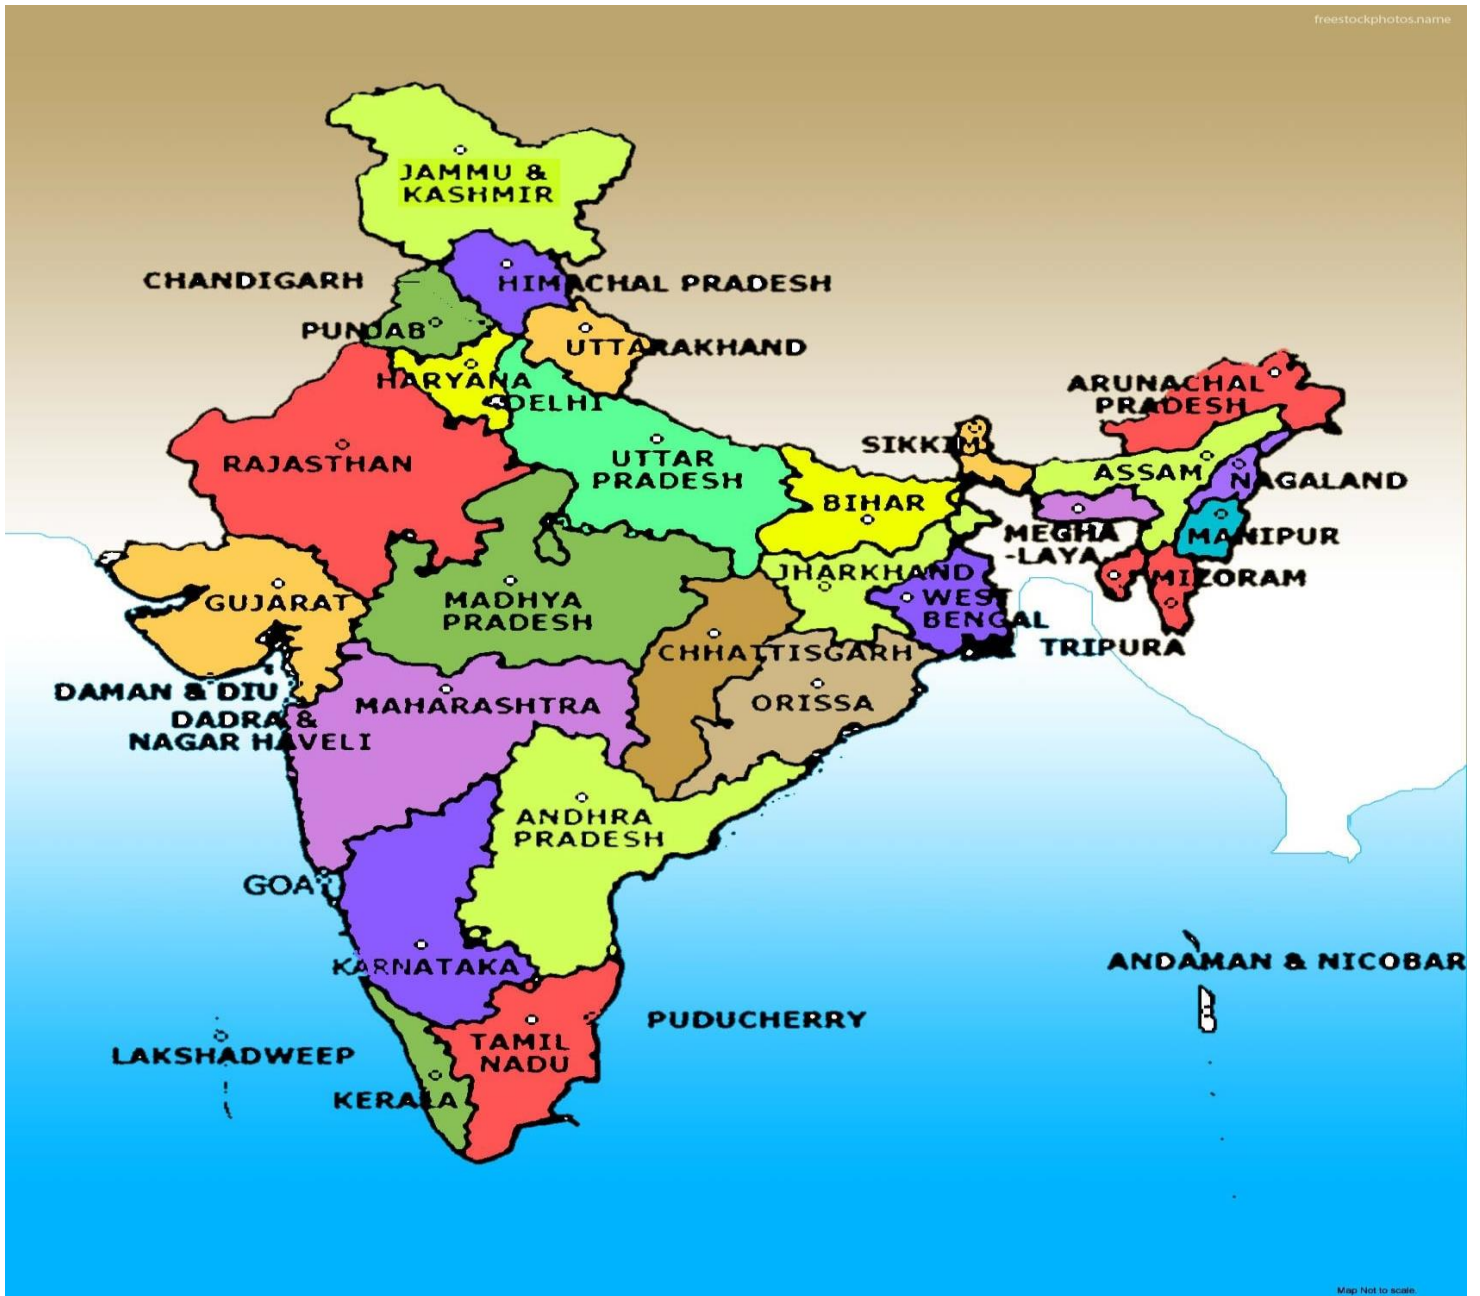 freestockphotos.name
JAMMU &
KASHMIR
CHANDIGARH
HIMACHAL PRADESH
PUNJAB
UTTARAKHAND
HARYANA
DELHI
ARUNACHAL
PRADESH
SIKKIM
RAJASTHAN
UTTAR
PRADESH
ASSAM
NAGALAND
BIHAR
MEGHA
-LAYA
MANIPUR
JHARKHAND
MIZORAM
GUJARAT
MADHYA
PRADESH
WEST
BENGAL
TRIPURA
CHHATTISGARH
DAMAN & DIU
DADRA &
NAGAR HAVELI
MAHARASHTRA
ORISSA
ANDHRA
PRADESH
GOA
KARNATAKA
ANDAMAN & NICOBAR
PUDUCHERRY
LAKSHADWEEP
TAMIL
NADU
KERALA
Map Not to scale.